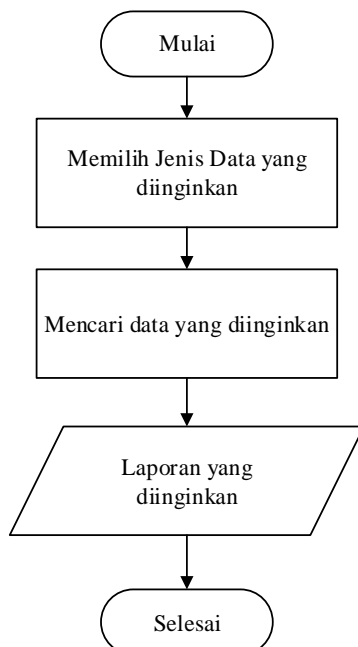 Mulai
Memilih Jenis Data yang
diinginkan
Mencari data yang diinginkan
Laporan yang
diinginkan
Selesai